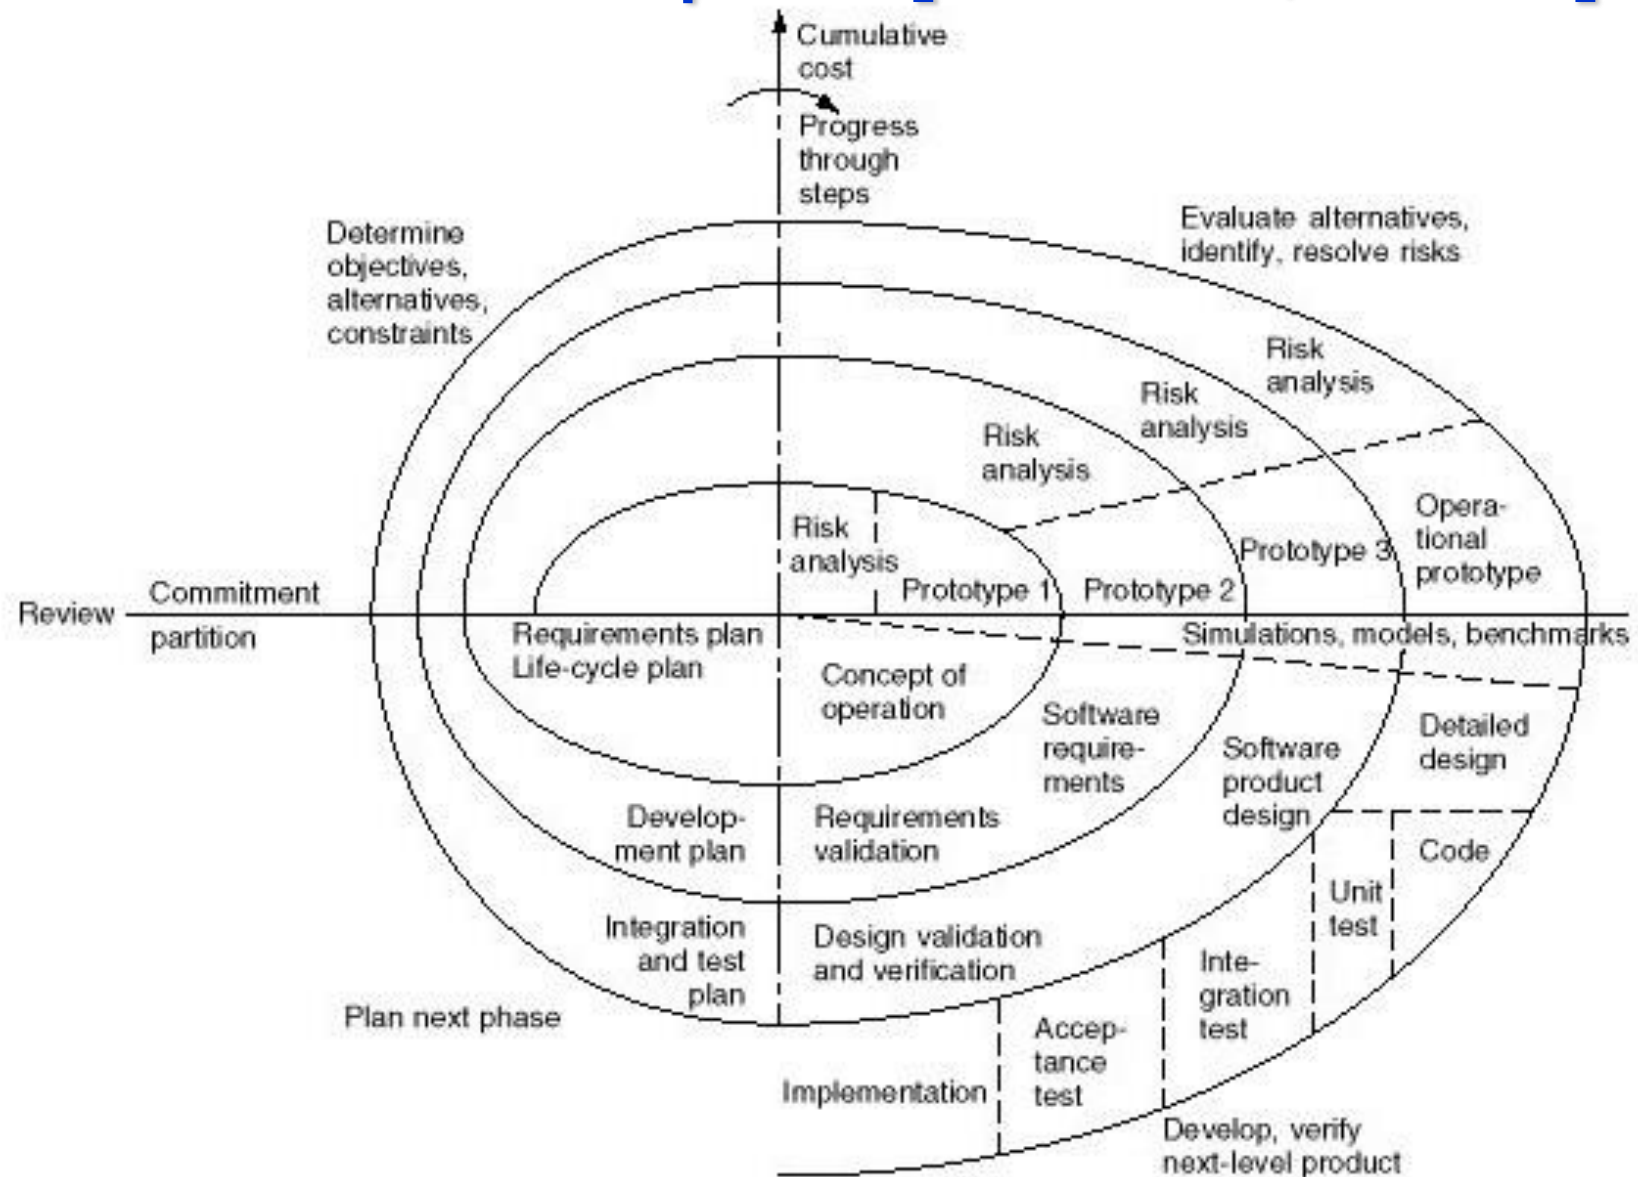 Cumulative
cost
Progress
through
steps
Determine
objectives,
alternatives,
constraints
Evaluate alternatives,
identify, resolve risks
Risk
analysis
Risk
analysis
Risk
analysis
Risk
analysis
Opera-
tional
prototype
Prototype 3
Prototype 2
Prototype 1
Review
Commitment
partition
Requirements plan
Life-cycle plan
Simulations, models, benchmarks
Concept of
operation
Software
require-
ments
Software
product
design
Detailed
design
Develop-
ment plan
Requirements
validation
Code
Unit
test
Integration
and test
plan
Design validation
and verification
Inte-
gration
test
Plan next phase
Accep-
tance
test
Implementation
Develop, verify
next-level product